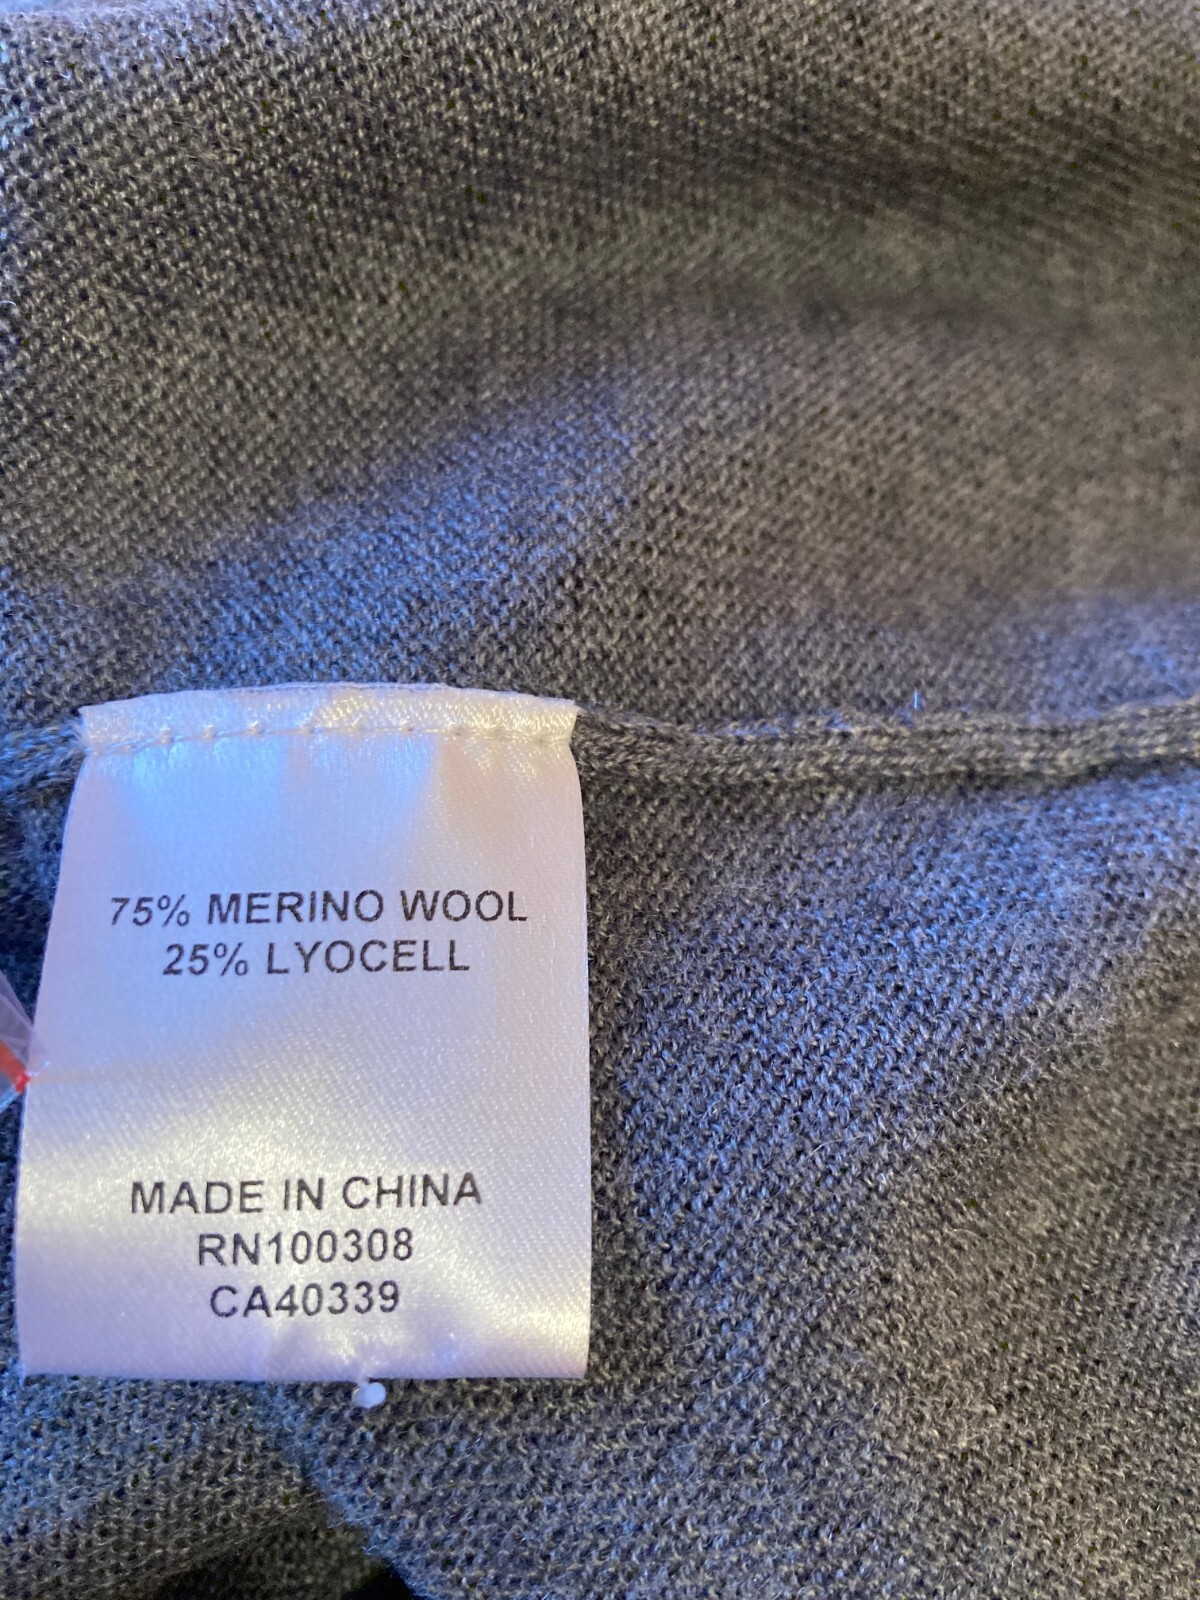 75% MERINO WOOL
25% LYOCELL
MADE IN CHINA
RN100308
CA40339